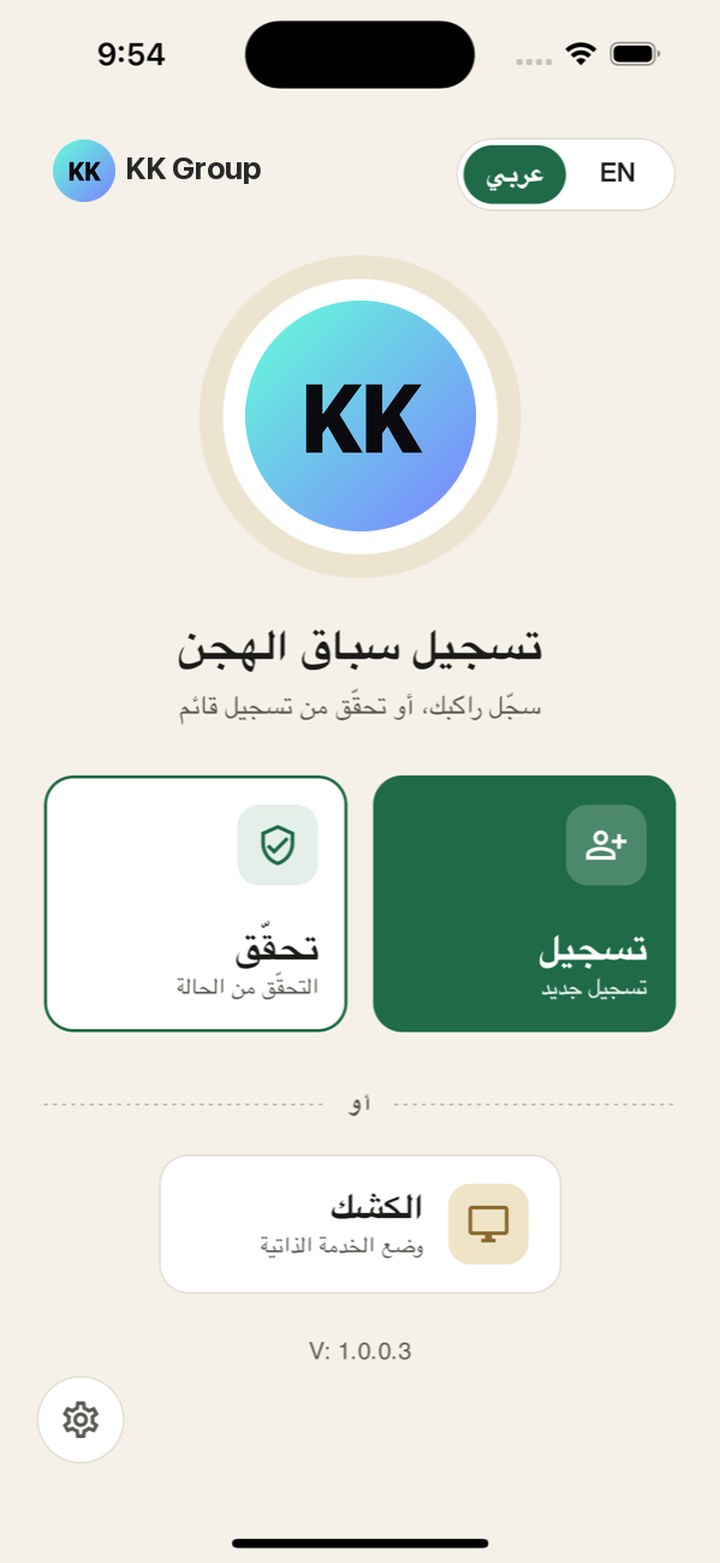 9:54
KK KK Group
عربي EN
KK
تسجيل سباق الهجن
سجّل راكبك، أو تحقّق من تسجيل قائم
تسجيل
تسجيل جديد
تحقّق
التحقّق من الحالة
أو
الكشك
وضع الخدمة الذاتية
V: 1.0.0.3